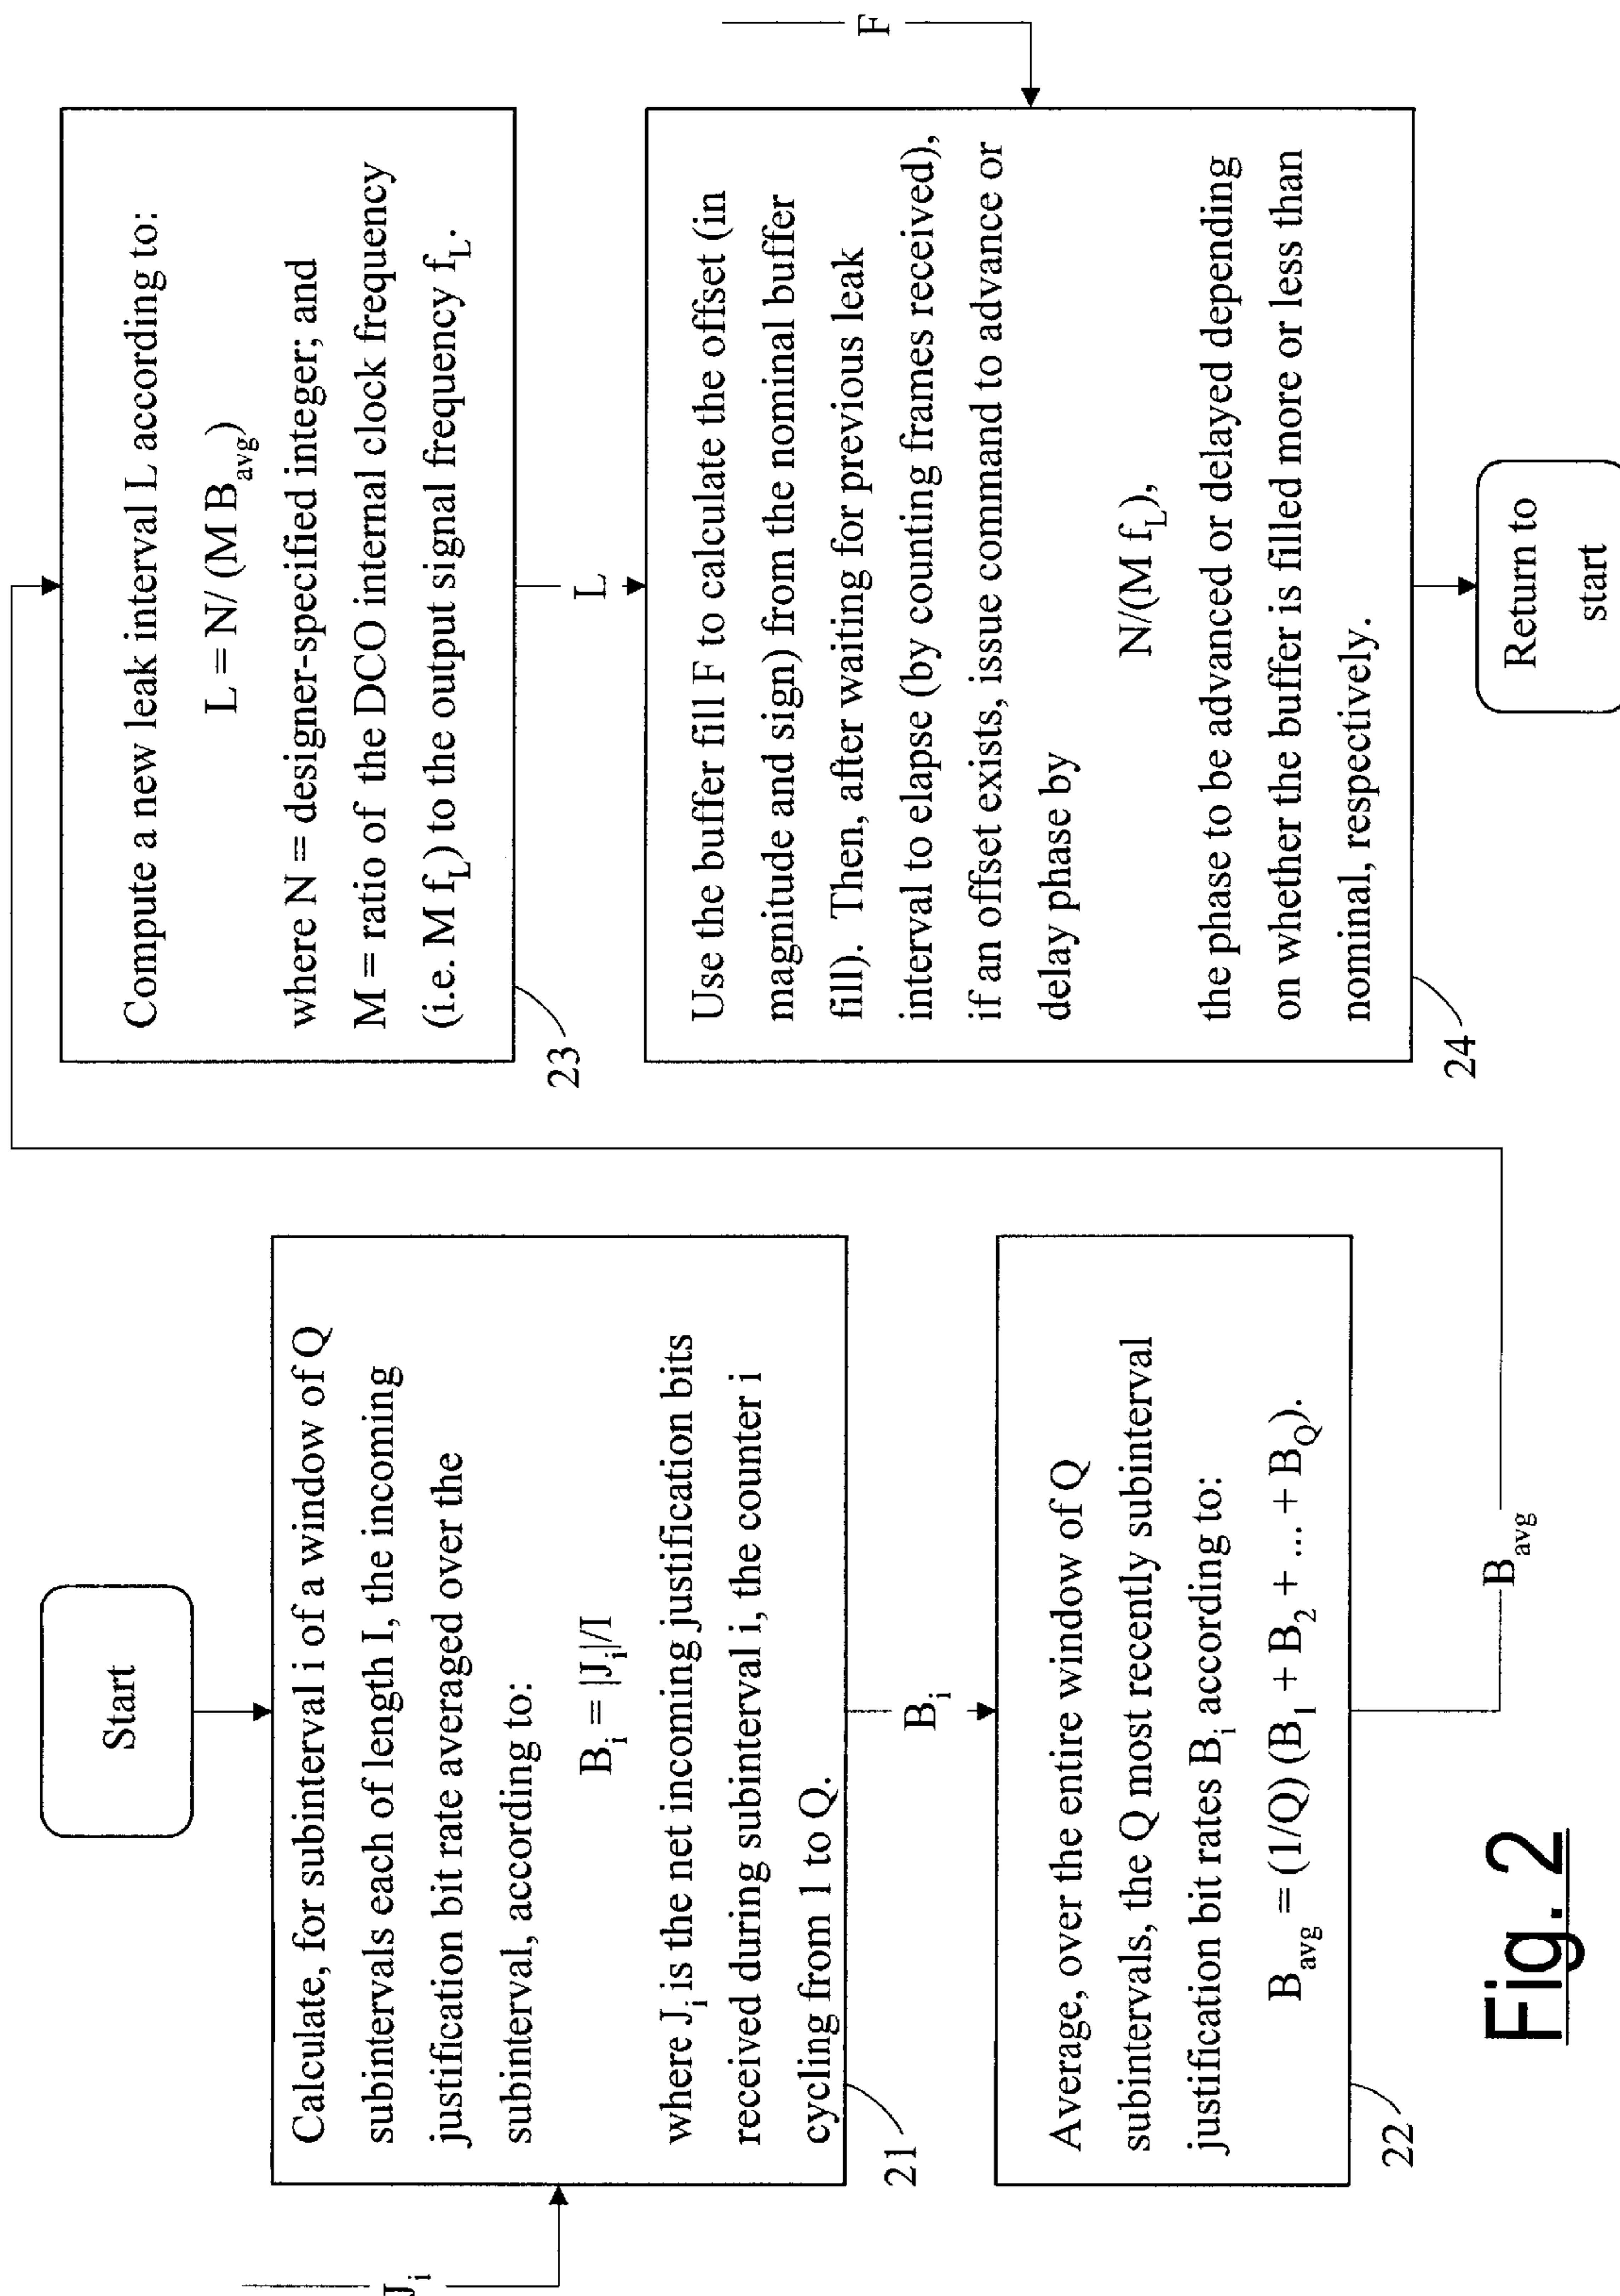 Start
J_i
Calculate, for subinterval i of a window of Q
subintervals each of length I, the incoming
justification bit rate averaged over the
subinterval, according to:
B_i = |J_i|/I
where J_i is the net incoming justification bits
received during subinterval i, the counter i
cycling from 1 to Q.
21
B_i
Average, over the entire window of Q
subintervals, the Q most recently subinterval
justification bit rates B_i according to:
B_avg = (1/Q) (B_1 + B_2 + ... + B_Q).
22
B_avg
Compute a new leak interval L according to:
L = N/ (M B_avg)
where N = designer-specified integer; and
M = ratio of the DCO internal clock frequency
(i.e. M f_L) to the output signal frequency f_L.
23
L
F
Use the buffer fill F to calculate the offset (in
magnitude and sign) from the nominal buffer
fill). Then, after waiting for previous leak
interval to elapse (by counting frames received),
if an offset exists, issue command to advance or
delay phase by
N/(M f_L),
the phase to be advanced or delayed depending
on whether the buffer is filled more or less than
nominal, respectively.
24
Return to
start
Fig. 2